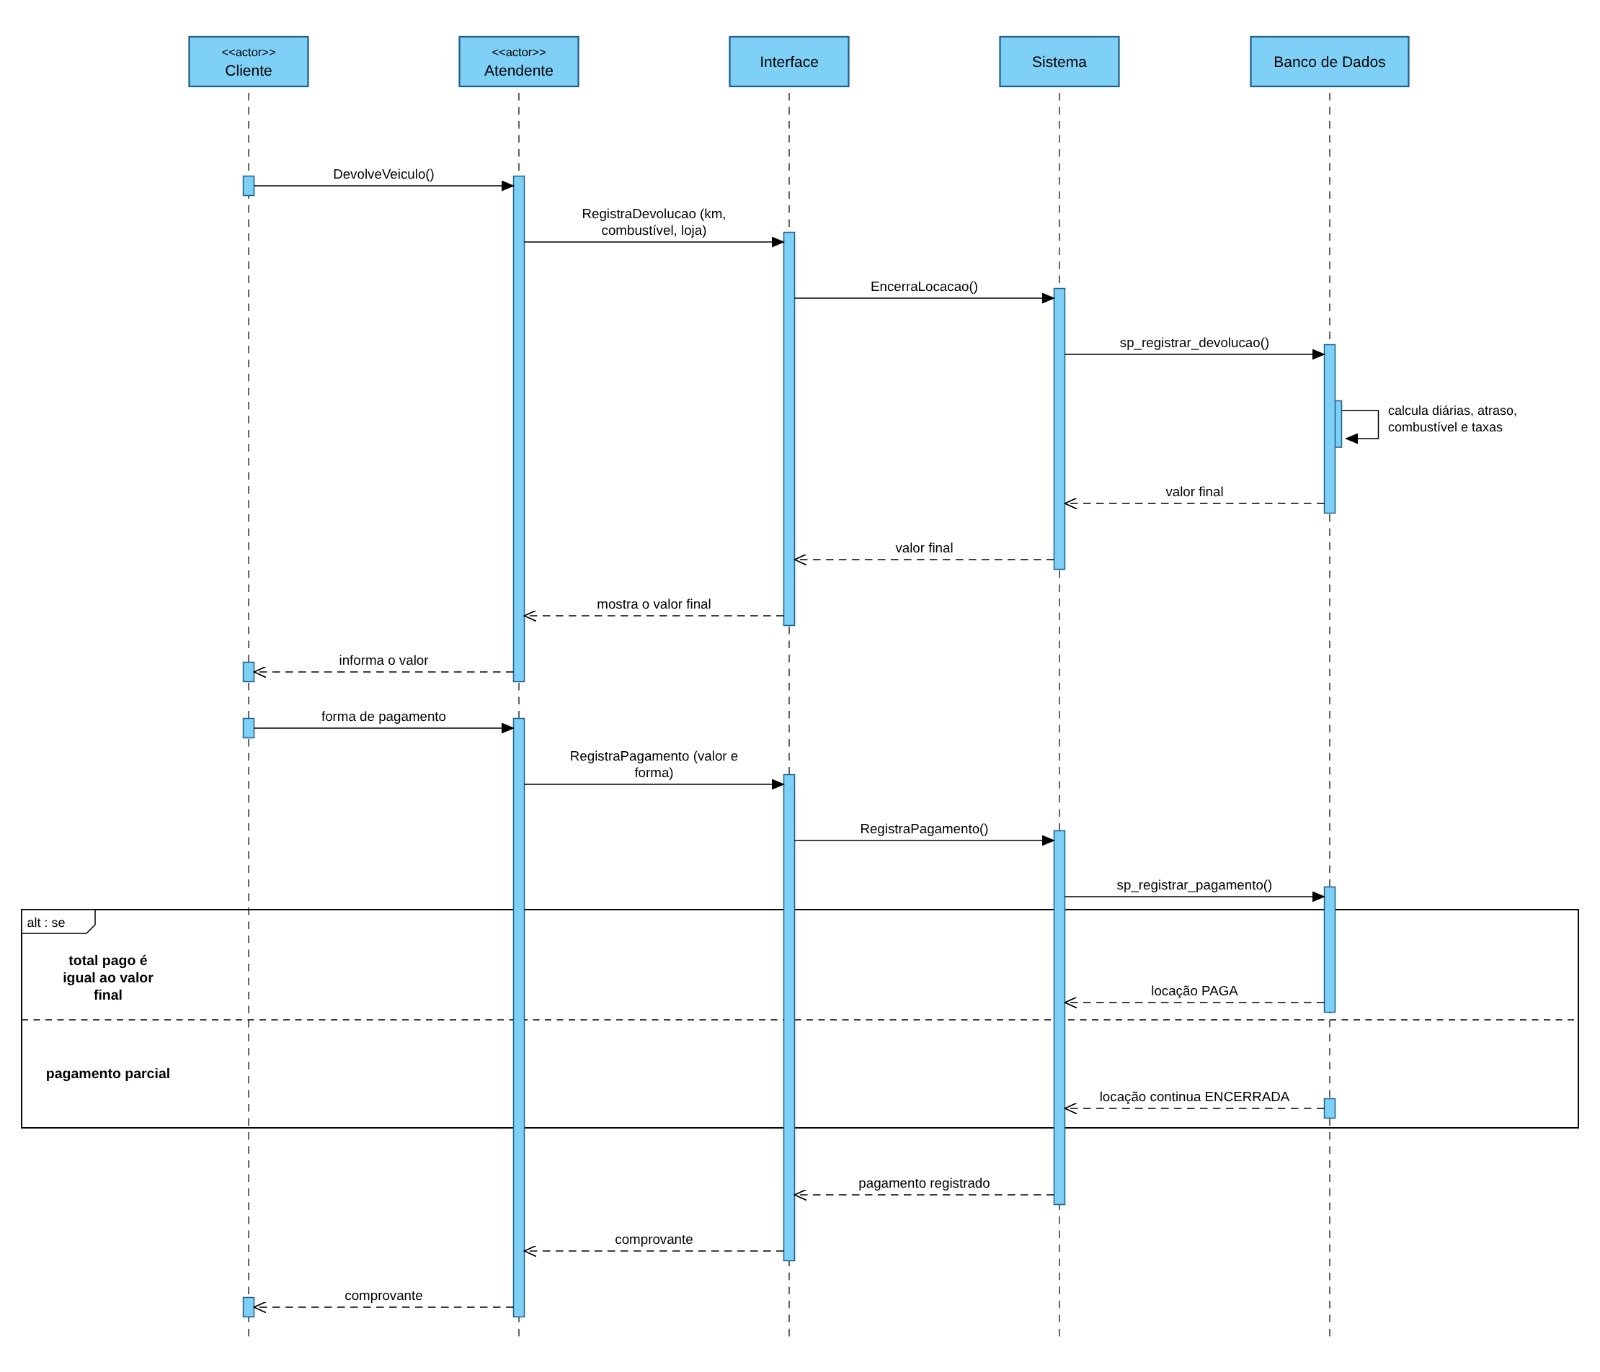 <<actor>>
Cliente
<<actor>>
Atendente
Interface
Sistema
Banco de Dados
DevolveVeiculo()
RegistraDevolucao (km,
combustível, loja)
EncerraLocacao()
sp_registrar_devolucao()
calcula diárias, atraso,
combustível e taxas
valor final
valor final
mostra o valor final
informa o valor
forma de pagamento
RegistraPagamento (valor e
forma)
RegistraPagamento()
sp_registrar_pagamento()
alt : se
total pago é
igual ao valor
final
locação PAGA
pagamento parcial
locação continua ENCERRADA
pagamento registrado
comprovante
comprovante